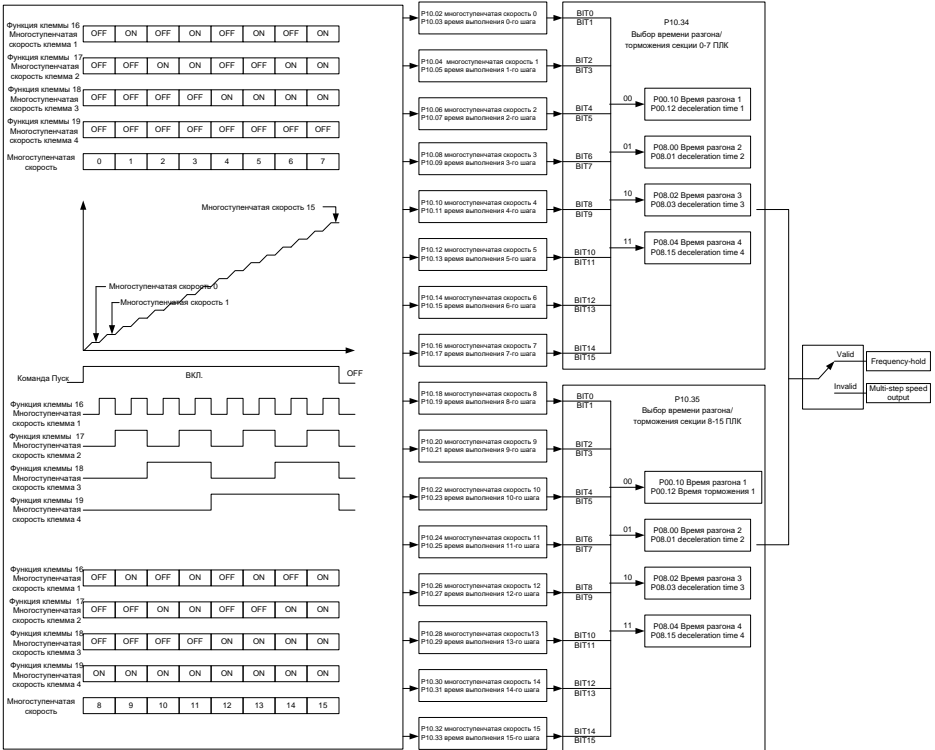 Функция клеммы 16
Многоступенчатая
скорость клемма 1
OFF ON OFF ON OFF ON OFF ON
Функция клеммы 17
Многоступенчатая
скорость клемма 2
OFF OFF ON ON OFF OFF ON ON
Функция клеммы 18
Многоступенчатая
скорость клемма 3
OFF OFF OFF OFF ON ON ON ON
Функция клеммы 19
Многоступенчатая
скорость клемма 4
OFF OFF OFF OFF OFF OFF OFF OFF
Многоступенчатая
скорость
0 1 2 3 4 5 6 7
Многоступенчатая скорость 15
Многоступенчатая скорость 0
Многоступенчатая скорость 1
Команда Пуск
ВКЛ.
OFF
Функция клеммы 16
Многоступенчатая
скорость клемма 1
Функция клеммы 17
Многоступенчатая
скорость клемма 2
Функция клеммы 18
Многоступенчатая
скорость клемма 3
Функция клеммы 19
Многоступенчатая
скорость клемма 4
Функция клеммы 16
Многоступенчатая
скорость клемма 1
OFF ON OFF ON OFF ON OFF ON
Функция клеммы 17
Многоступенчатая
скорость клемма 2
OFF OFF ON ON OFF OFF ON ON
Функция клеммы 18
Многоступенчатая
скорость клемма 3
OFF OFF OFF OFF ON ON ON ON
Функция клеммы 19
Многоступенчатая
скорость клемма 4
ON ON ON ON ON ON ON ON
Многоступенчатая
скорость
8 9 10 11 12 13 14 15
P10.02 многоступенчатая скорость 0
P10.03 время выполнения 0-го шага
P10.04 многоступенчатая скорость 1
P10.05 время выполнения 1-го шага
P10.06 многоступенчатая скорость 2
P10.07 время выполнения 2-го шага
P10.08 многоступенчатая скорость 3
P10.09 время выполнения 3-го шага
P10.10 многоступенчатая скорость 4
P10.11 время выполнения 4-го шага
P10.12 многоступенчатая скорость 5
P10.13 время выполнения 5-го шага
P10.14 многоступенчатая скорость 6
P10.15 время выполнения 6-го шага
P10.16 многоступенчатая скорость 7
P10.17 время выполнения 7-го шага
P10.18 многоступенчатая скорость 8
P10.19 время выполнения 8-го шага
P10.20 многоступенчатая скорость 9
P10.21 время выполнения 9-го шага
P10.22 многоступенчатая скорость 10
P10.23 время выполнения 10-го шага
P10.24 многоступенчатая скорость 11
P10.25 время выполнения 11-го шага
P10.26 многоступенчатая скорость 12
P10.27 время выполнения 12-го шага
P10.28 многоступенчатая скорость13
P10.29 время выполнения 13-го шага
P10.30 многоступенчатая скорость 14
P10.31 время выполнения 14-го шага
P10.32 многоступенчатая скорость 15
P10.33 время выполнения 15-го шага
BIT0
BIT1
BIT2
BIT3
BIT4
BIT5
BIT6
BIT7
BIT8
BIT9
BIT10
BIT11
BIT12
BIT13
BIT14
BIT15
P10.34
Выбор времени разгона/
торможения секции 0-7 ПЛК
00
P00.10 Время разгона 1
P00.12 deceleration time 1
01
P08.00 Время разгона 2
P08.01 deceleration time 2
10
P08.02 Время разгона 3
P08.03 deceleration time 3
11
P08.04 Время разгона 4
P08.15 deceleration time 4
BIT0
BIT1
BIT2
BIT3
BIT4
BIT5
BIT6
BIT7
BIT8
BIT9
BIT10
BIT11
BIT12
BIT13
BIT14
BIT15
P10.35
Выбор времени разгона/
торможения секции 8-15 ПЛК
00
P00.10 Время разгона 1
P00.12 Время торможения 1
01
P08.00 Время разгона 2
P08.01 deceleration time 2
10
P08.02 Время разгона 3
P08.03 deceleration time 3
11
P08.04 Время разгона 4
P08.15 deceleration time 4
Valid
Frequency-hold
Invalid
Multi-step speed
output